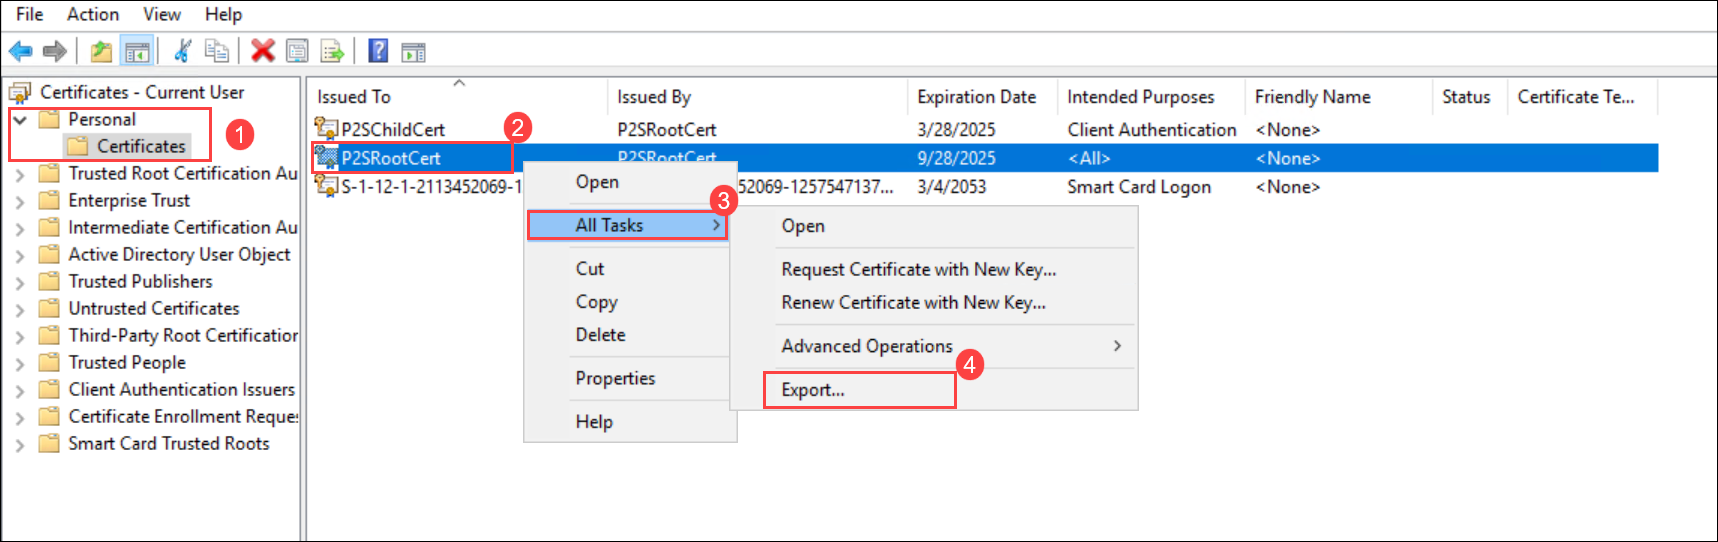 File Action View Help
Certificates - Current User
Personal
Certificates
Trusted Root Certification Au
Enterprise Trust
Intermediate Certification Au
Active Directory User Object
Trusted Publishers
Untrusted Certificates
Third-Party Root Certification
Trusted People
Client Authentication Issuers
Certificate Enrollment Reques
Smart Card Trusted Roots
1
Issued To Issued By Expiration Date Intended Purposes Friendly Name Status Certificate Te...
P2SChildCert P2SRootCert 3/28/2025 Client Authentication <None>
2
P2SRootCert P2SRootCert 9/28/2025 <All> <None>
S-1-12-1-2113452069-1 52069-1257547137... 3/4/2053 Smart Card Logon <None>
Open
3
All Tasks
Cut
Copy
Delete
Properties
Help
Open
Request Certificate with New Key...
Renew Certificate with New Key...
Advanced Operations
4
Export...